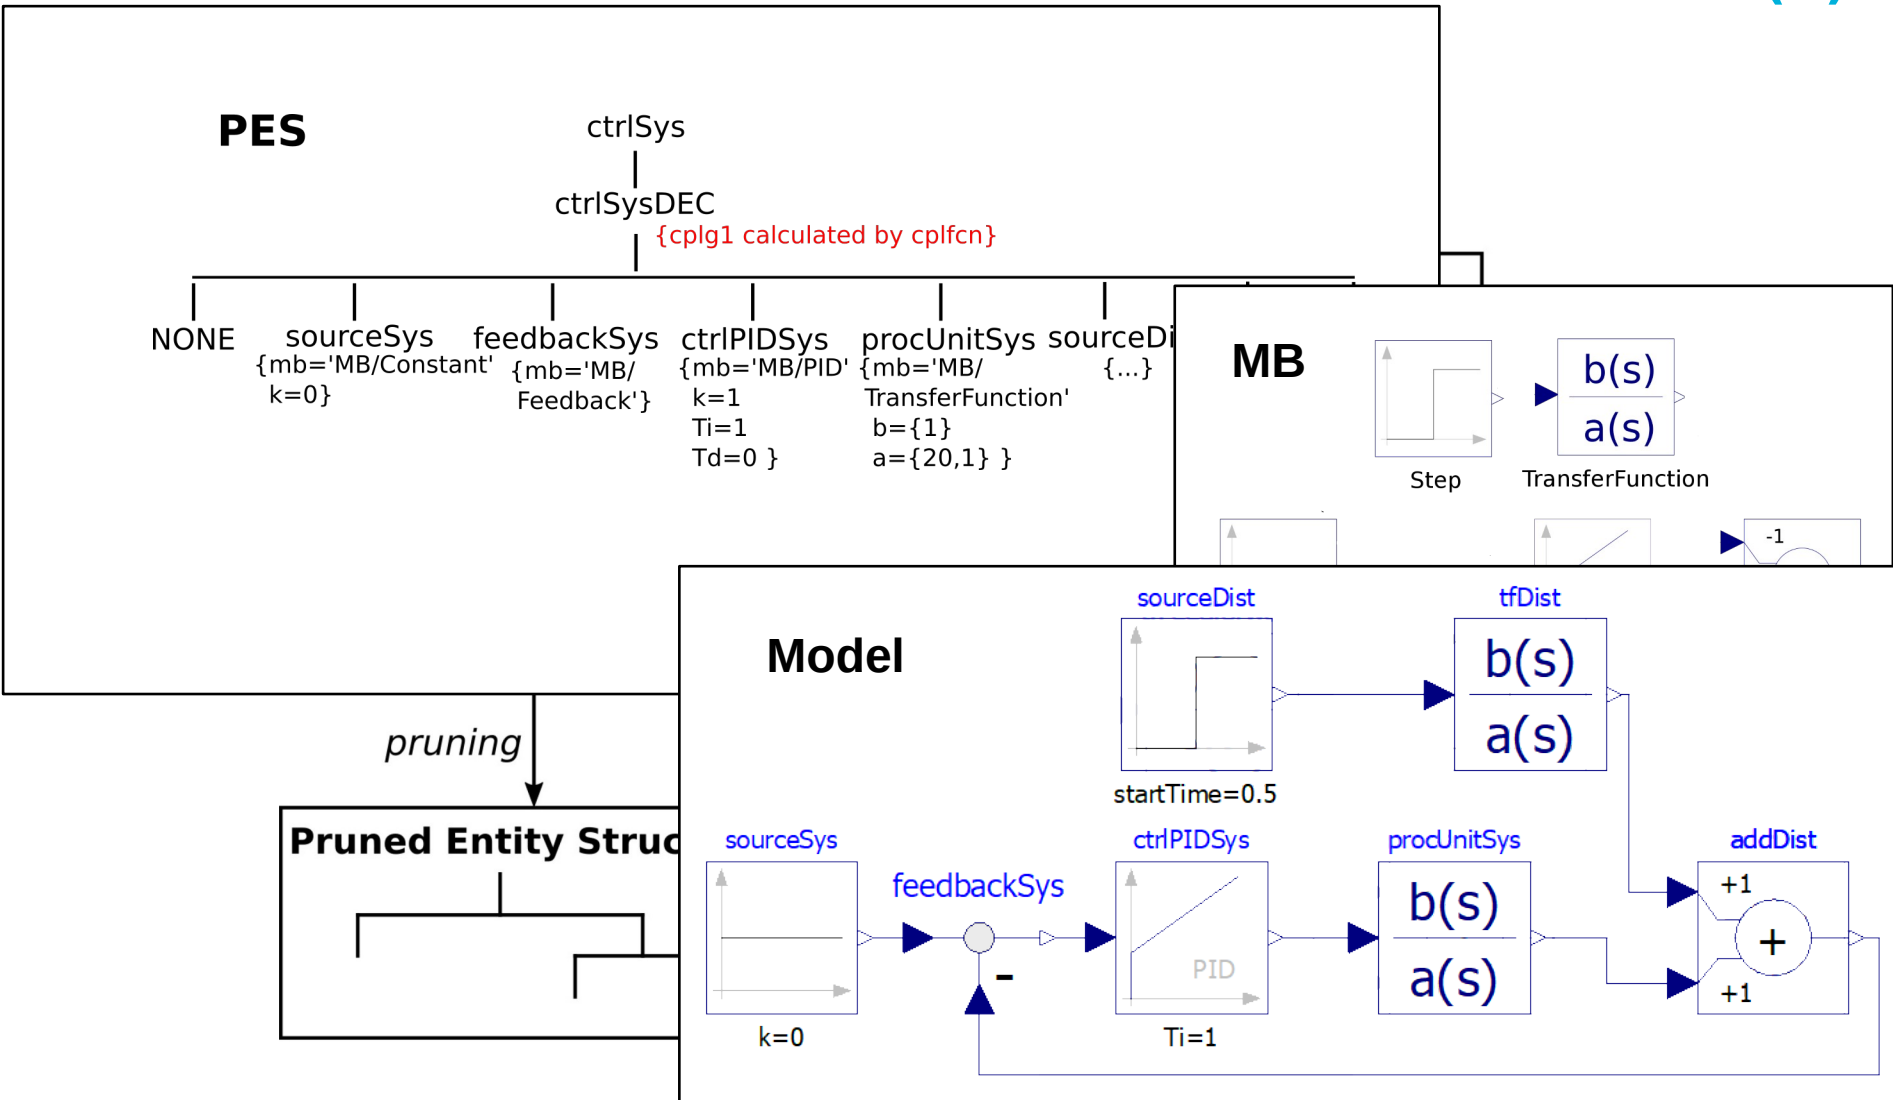 PES
ctrlSys
ctrlSysDEC
{cplg1 calculated by cplfcn}
NONE
sourceSys
{mb='MB/Constant'
k=0}
feedbackSys
{mb='MB/
Feedback'}
ctrlPIDSys
{mb='MB/PID'
k=1
Ti=1
Td=0 }
procUnitSys
{mb='MB/
TransferFunction'
b={1}
a={20,1} }
sourceDi
{...}
MB
Step
b(s)
a(s)
TransferFunction
-1
pruning
Pruned Entity Struc
Model
sourceDist
startTime=0.5
tfDist
b(s)
a(s)
sourceSys
k=0
feedbackSys
-
ctrlPIDSys
PID
Ti=1
procUnitSys
b(s)
a(s)
addDist
+1
+
+1